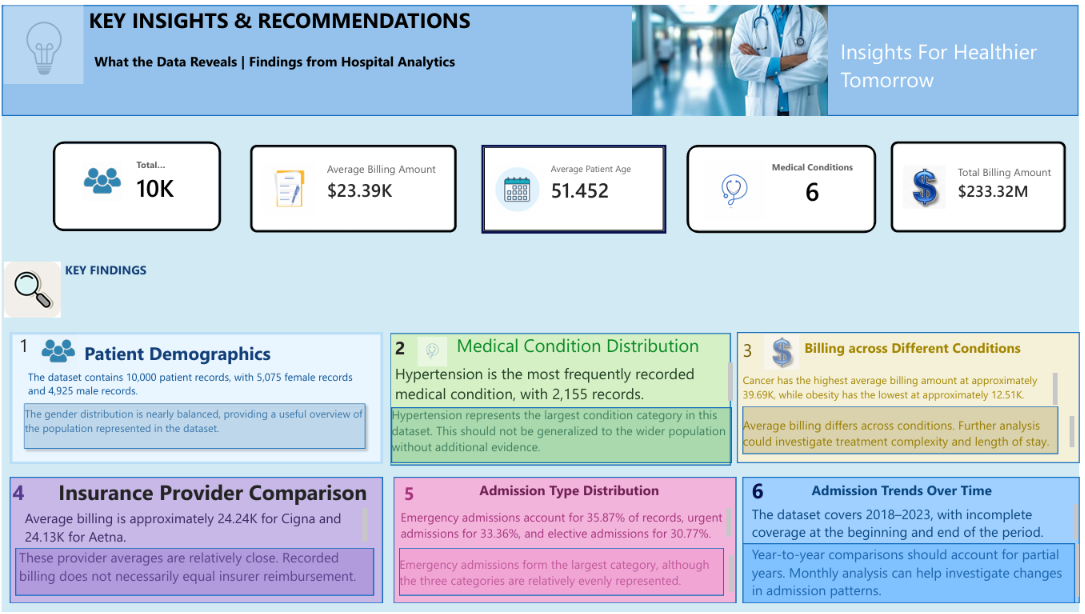 KEY INSIGHTS & RECOMMENDATIONS
What the Data Reveals | Findings from Hospital Analytics
Insights For Healthier
Tomorrow
Total...
10K
Average Billing Amount
$23.39K
Average Patient Age
51.452
Medical Conditions
6
Total Billing Amount
$233.32M
KEY FINDINGS
1
Patient Demographics
The dataset contains 10,000 patient records, with 5,075 female records
and 4,925 male records.
The gender distribution is nearly balanced, providing a useful overview of
the population represented in the dataset.
2
Medical Condition Distribution
Hypertension is the most frequently recorded
medical condition, with 2,155 records.
Hypertension represents the largest condition category in this
dataset. This should not be generalized to the wider population
without additional evidence.
3
Billing across Different Conditions
Cancer has the highest average billing amount at approximately
39.69K, while obesity has the lowest at approximately 12.51K.
Average billing differs across conditions. Further analysis
could investigate treatment complexity and length of stay.
4
Insurance Provider Comparison
Average billing is approximately 24.24K for Cigna and
24.13K for Aetna.
These provider averages are relatively close. Recorded
billing does not necessarily equal insurer reimbursement.
5
Admission Type Distribution
Emergency admissions account for 35.87% of records, urgent
admissions for 33.36%, and elective admissions for 30.77%.
Emergency admissions form the largest category, although
the three categories are relatively evenly represented.
6
Admission Trends Over Time
The dataset covers 2018–2023, with incomplete
coverage at the beginning and end of the period.
Year-to-year comparisons should account for partial
years. Monthly analysis can help investigate changes
in admission patterns.